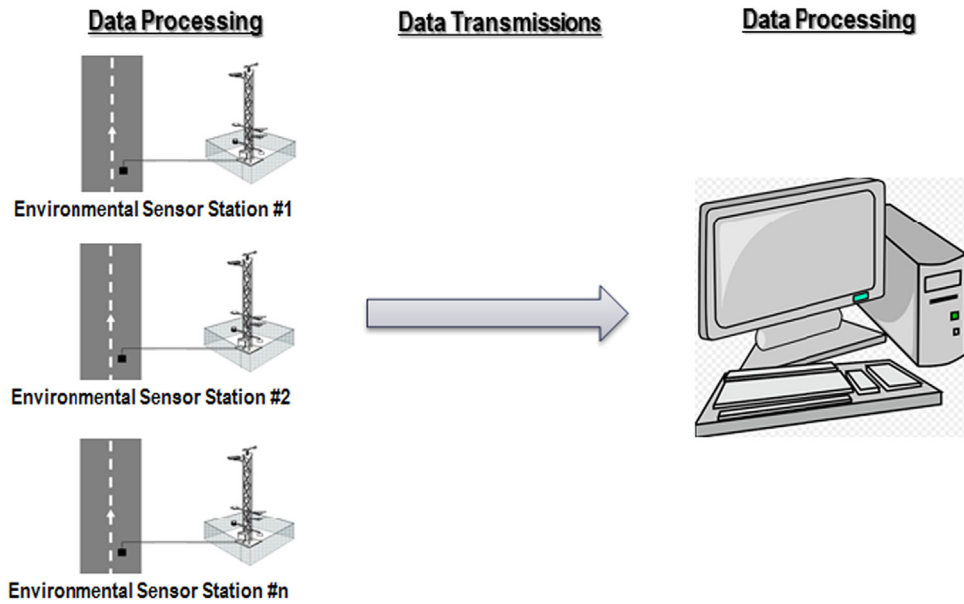 Data Processing
Data Transmissions
Data Processing
Environmental Sensor Station #1
Environmental Sensor Station #2
Environmental Sensor Station #n